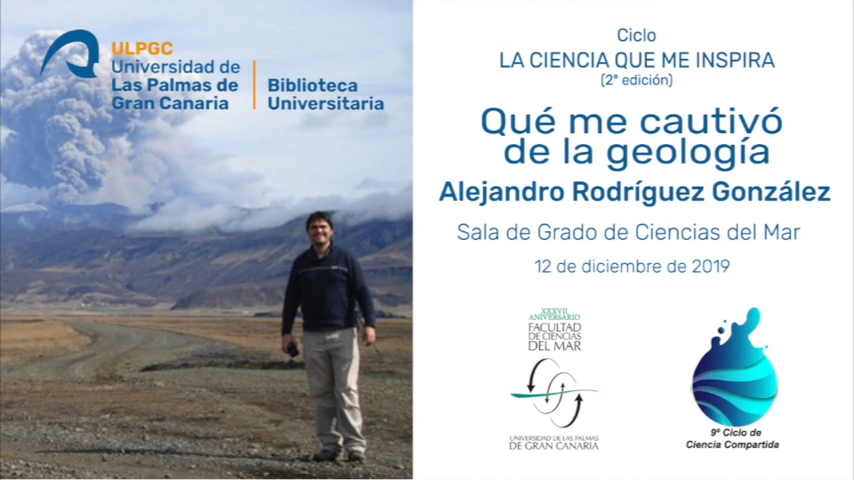 ULPGC
Universidad de
Las Palmas de
Gran Canaria
Biblioteca
Universitaria
Ciclo
LA CIENCIA QUE ME INSPIRA
(2ª edición)
Qué me cautivó
de la geología
Alejandro Rodríguez González
Sala de Grado de Ciencias del Mar
12 de diciembre de 2019
XXXVII
ANIVERSARIO
FACULTAD
DE CIENCIAS
DEL MAR
UNIVERSIDAD DE LAS PALMAS
DE GRAN CANARIA
9º Ciclo de
Ciencia Compartida